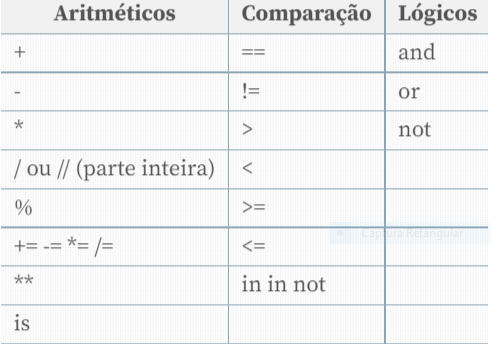 Aritméticos Comparação Lógicos
+ == and
- != or
* > not
/ ou // (parte inteira) <
% >=
+= -= *= /= <=
Captura Retangular
** in in not
is